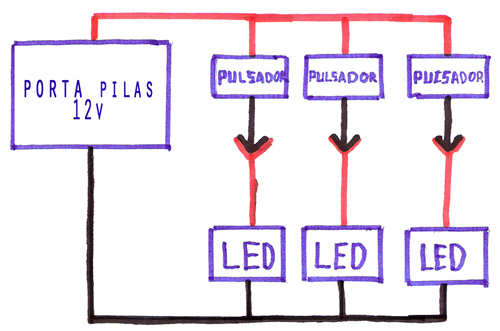 PORTA PILAS
12V
PULSADOR PULSADOR PULSADOR
LED LED LED